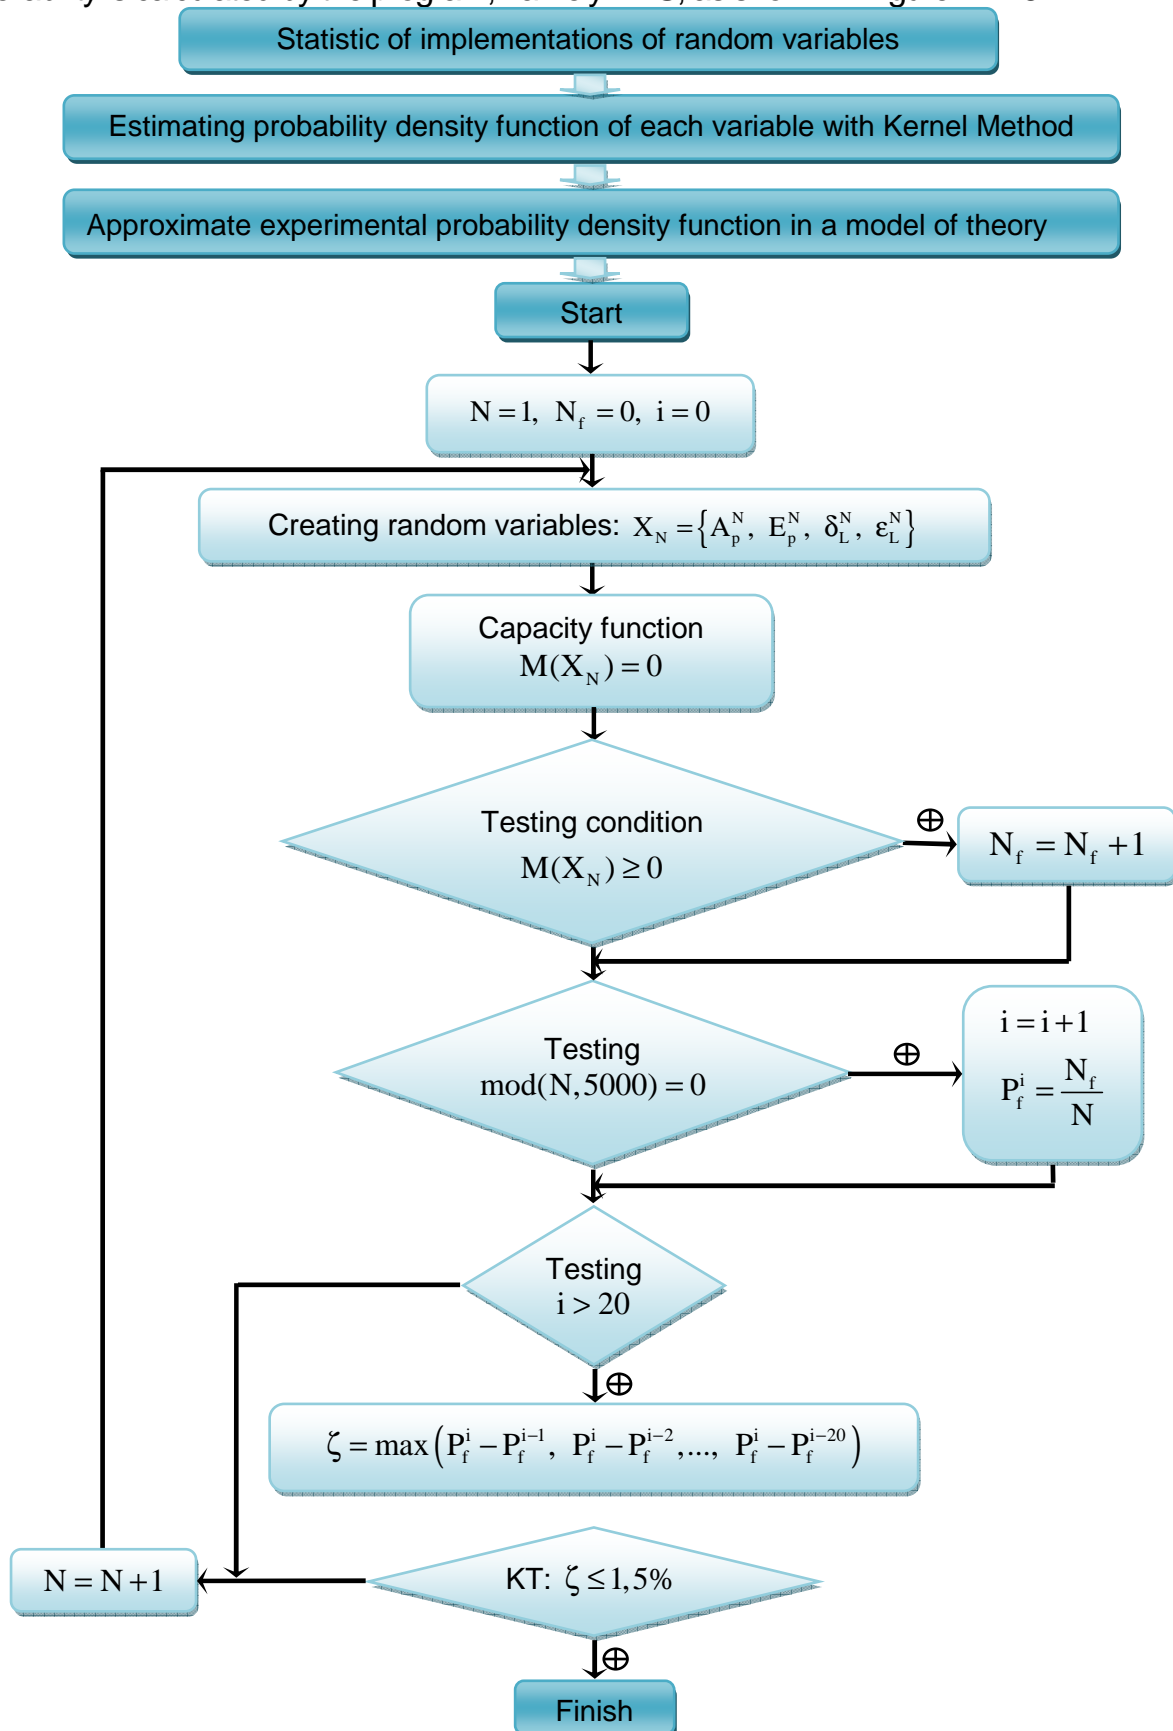 Statistic of implementations of random variables
Estimating probability density function of each variable with Kernel Method
Approximate experimental probability density function in a model of theory
Start
N = 1, N_f = 0, i = 0
Creating random variables: X_N = {A_p^N, E_p^N, δ_L^N, ε_L^N}
Capacity function
M(X_N) = 0
Testing condition
M(X_N) ≥ 0
⊕
N_f = N_f + 1
Testing
mod(N, 5000) = 0
⊕
i = i + 1
P_f^i = N_f / N
Testing
i > 20
⊕
ζ = max(P_f^i − P_f^{i−1}, P_f^i − P_f^{i−2}, ..., P_f^i − P_f^{i−20})
N = N + 1
KT: ζ ≤ 1,5%
⊕
Finish